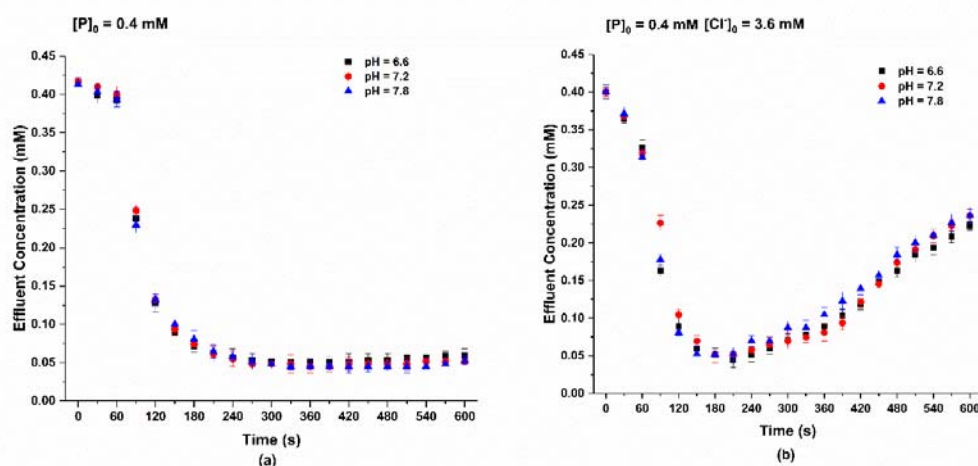 [P]₀ = 0.4 mM
pH = 6.6
pH = 7.2
pH = 7.8
Effluent Concentration (mM)
0.45
0.40
0.35
0.30
0.25
0.20
0.15
0.10
0.05
0.00
0 60 120 180 240 300 360 420 480 540 600
Time (s)
(a)
[P]₀ = 0.4 mM [Cl⁻]₀ = 3.6 mM
pH = 6.6
pH = 7.2
pH = 7.8
Effluent Concentration (mM)
0.45
0.40
0.35
0.30
0.25
0.20
0.15
0.10
0.05
0.00
0 60 120 180 240 300 360 420 480 540 600
Time (s)
(b)